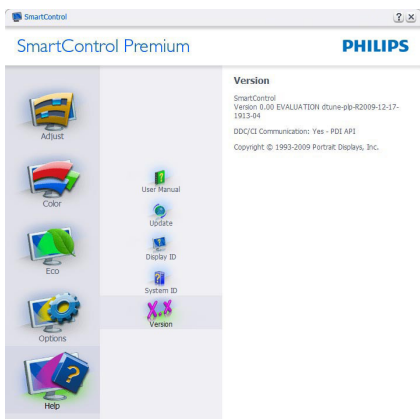 SmartControl
SmartControl Premium
PHILIPS
Adjust
Color
Eco
Options
Help
User Manual
Update
Display ID
System ID
X.X
Version
Version
SmartControl
Version 0.00 EVALUATION dtune-plp-R2009-12-17-
1913-04
DDC/CI Communication: Yes - PDI API
Copyright © 1993-2009 Portrait Displays, Inc.